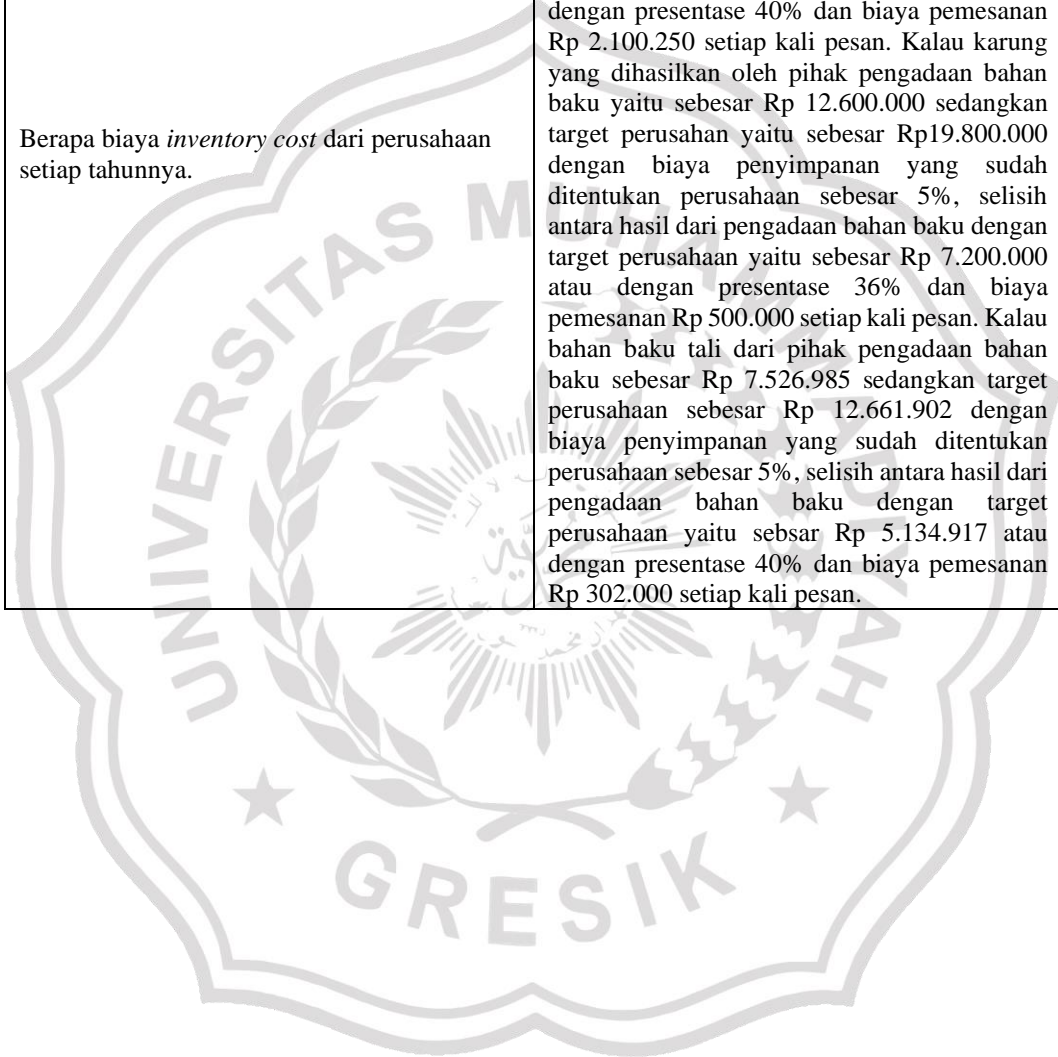 Berapa biaya inventory cost dari perusahaan
setiap tahunnya.
dengan presentase 40% dan biaya pemesanan
Rp 2.100.250 setiap kali pesan. Kalau karung
yang dihasilkan oleh pihak pengadaan bahan
baku yaitu sebesar Rp 12.600.000 sedangkan
target perusahan yaitu sebesar Rp19.800.000
dengan biaya penyimpanan yang sudah
ditentukan perusahaan sebesar 5%, selisih
antara hasil dari pengadaan bahan baku dengan
target perusahaan yaitu sebesar Rp 7.200.000
atau dengan presentase 36% dan biaya
pemesanan Rp 500.000 setiap kali pesan. Kalau
bahan baku tali dari pihak pengadaan bahan
baku sebesar Rp 7.526.985 sedangkan target
perusahaan sebesar Rp 12.661.902 dengan
biaya penyimpanan yang sudah ditentukan
perusahaan sebesar 5%, selisih antara hasil dari
pengadaan bahan baku dengan target
perusahaan yaitu sebsar Rp 5.134.917 atau
dengan presentase 40% dan biaya pemesanan
Rp 302.000 setiap kali pesan.
UNIVERSITAS MUHAMMADIYAH
GRESIK